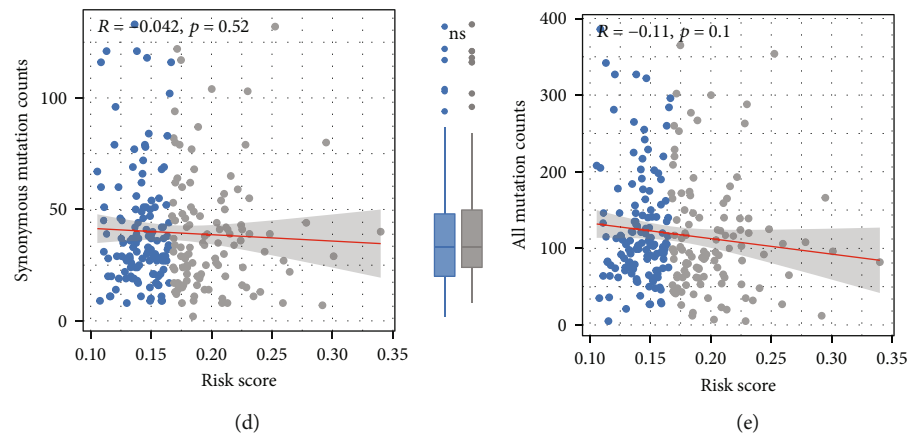 R = −0.042, p = 0.52
Synonymous mutation counts
100
50
0
0.10 0.15 0.20 0.25 0.30 0.35
Risk score
(d)
ns
R = −0.11, p = 0.1
All mutation counts
400
300
200
100
0
0.10 0.15 0.20 0.25 0.30 0.35
Risk score
(e)